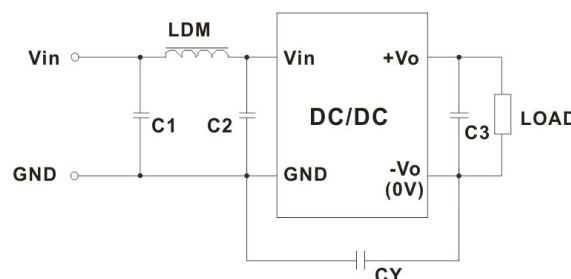 LDM
Vin
Vin
+Vo
C1
C2
DC/DC
C3
LOAD
GND
GND
-Vo
(0V)
CY